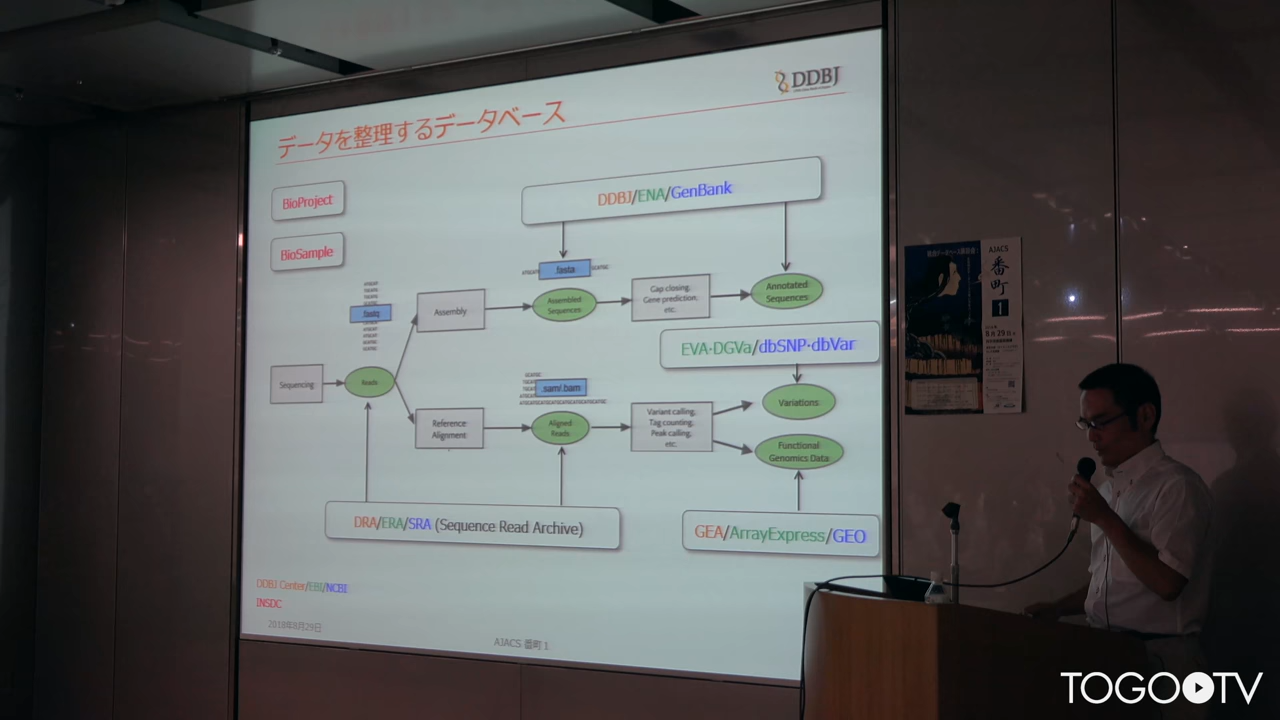 DDBJ
データを整理するデータベース
BioProject
BioSample
DDBJ/ENA/GenBank
.fasta
.fastq
Assembly
Assembled
Sequences
Gap closing,
Gene prediction,
etc.
Annotated
Sequences
EVA·DGVa/dbSNP·dbVar
Sequencing
Reads
.sam/.bam
Reference
Alignment
Aligned
Reads
Variant calling,
Tag counting,
Peak calling,
etc.
Variations
Functional
Genomics Data
DRA/ERA/SRA (Sequence Read Archive)
GEA/ArrayExpress/GEO
DDBJ Center/EBI/NCBI
INSDC
2018年8月29日
AJACS 番町1
AJACS
番町
1
TOGOTV